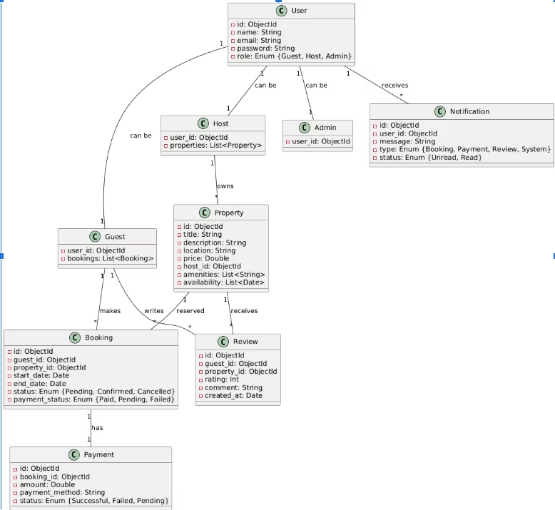 C User
id: ObjectId
name: String
email: String
password: String
role: Enum {Guest, Host, Admin}
1
1
1
1
can be
can be
receives
can be
1
1
*
C Host
user_id: ObjectId
properties: List<Property>
C Admin
user_id: ObjectId
C Notification
id: ObjectId
user_id: ObjectId
message: String
type: Enum {Booking, Payment, Review, System}
status: Enum {Unread, Read}
1
owns
*
1
C Property
id: ObjectId
title: String
description: String
location: String
price: Double
host_id: ObjectId
amenities: List<String>
availability: List<Date>
C Guest
user_id: ObjectId
bookings: List<Booking>
1
1
1
1
makes
writes
reserved
receives
*
*
*
*
C Booking
id: ObjectId
guest_id: ObjectId
property_id: ObjectId
start_date: Date
end_date: Date
status: Enum {Pending, Confirmed, Cancelled}
payment_status: Enum {Paid, Pending, Failed}
C Review
id: ObjectId
guest_id: ObjectId
property_id: ObjectId
rating: Int
comment: String
created_at: Date
1
has
1
C Payment
id: ObjectId
booking_id: ObjectId
amount: Double
payment_method: String
status: Enum {Successful, Failed, Pending}